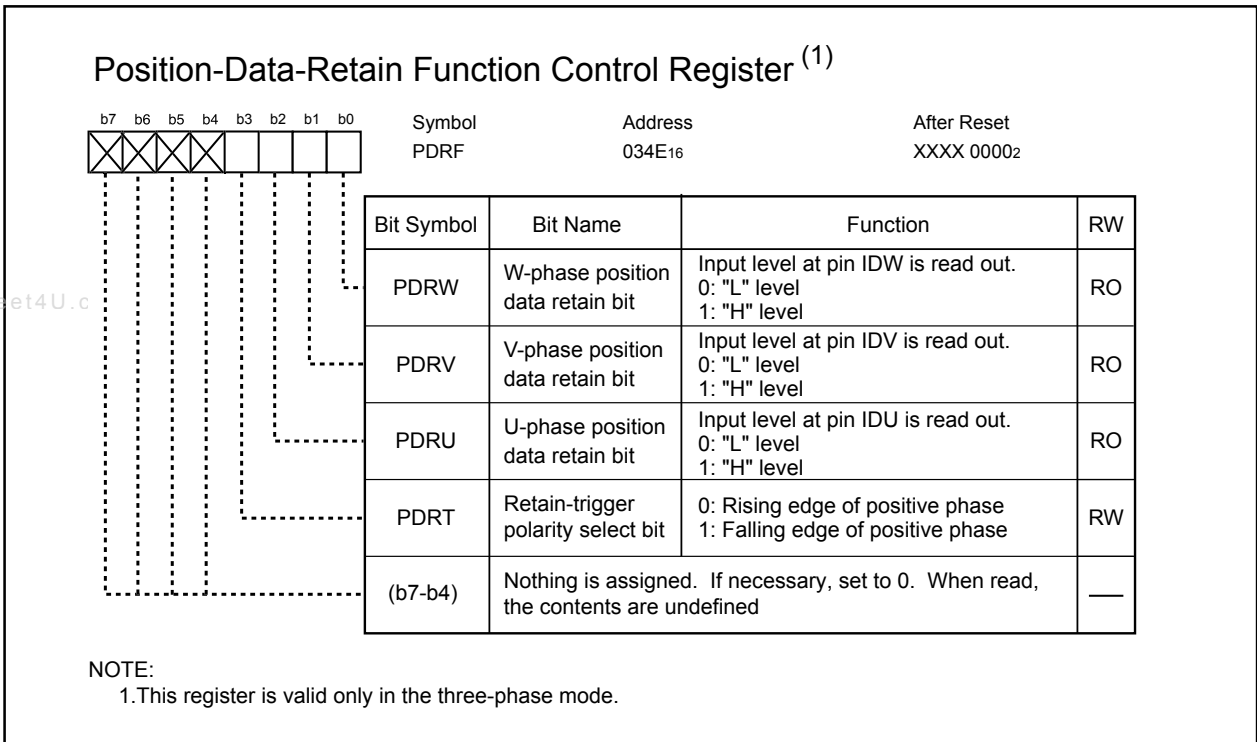 Position-Data-Retain Function Control Register (1)
b7 b6 b5 b4 b3 b2 b1 b0
Symbol Address After Reset
PDRF 034E16 XXXX 00002
Bit Symbol Bit Name Function RW
PDRW W-phase position data retain bit Input level at pin IDW is read out. RO
0: "L" level
1: "H" level
PDRV V-phase position data retain bit Input level at pin IDV is read out. RO
0: "L" level
1: "H" level
PDRU U-phase position data retain bit Input level at pin IDU is read out. RO
0: "L" level
1: "H" level
PDRT Retain-trigger polarity select bit 0: Rising edge of positive phase RW
1: Falling edge of positive phase
(b7-b4) Nothing is assigned. If necessary, set to 0. When read,
the contents are undefined
eet4U.c
NOTE:
1.This register is valid only in the three-phase mode.